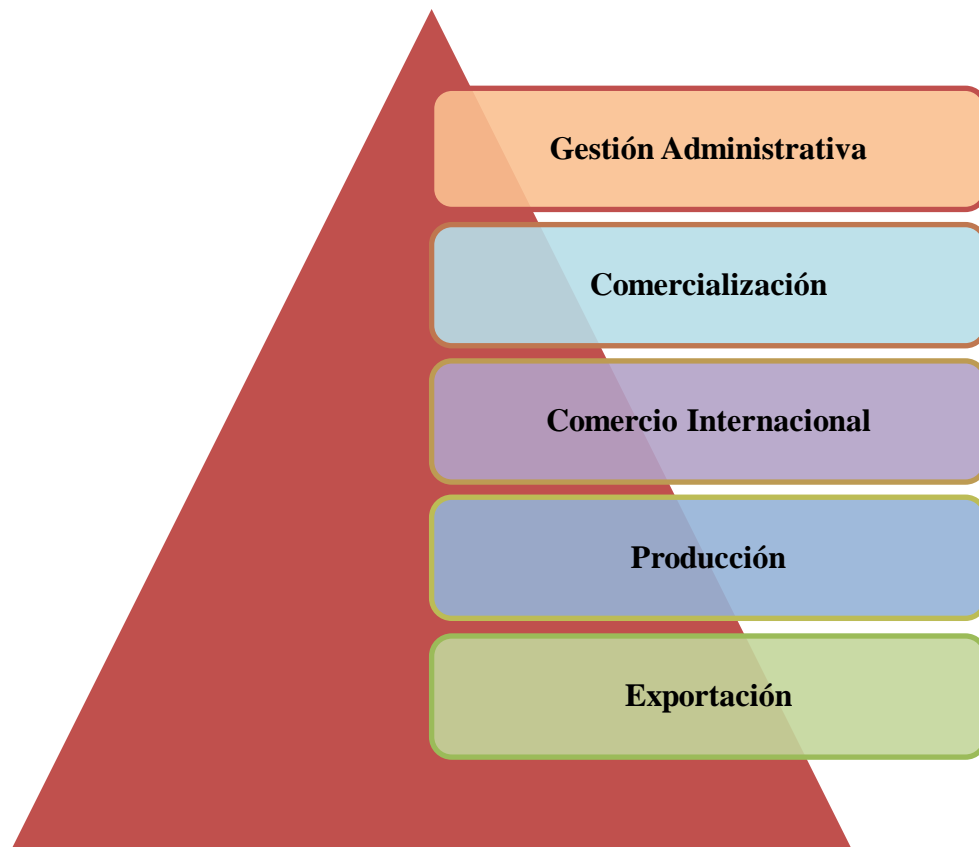 Gestión Administrativa
Comercialización
Comercio Internacional
Producción
Exportación